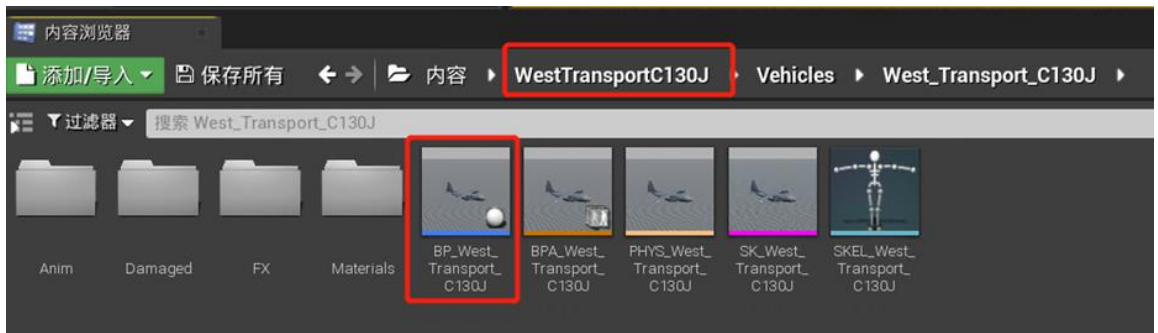 内容浏览器
添加/导入 保存所有 内容 WestTransportC130J Vehicles West_Transport_C130J
过滤器 搜索 West_Transport_C130J
Anim
Damaged
FX
Materials
BP_West_
Transport_
C130J
BPA_West_
Transport_
C130J
PHYS_West_
Transport_
C130J
SK_West_
Transport_
C130J
SKEL_West_
Transport_
C130J